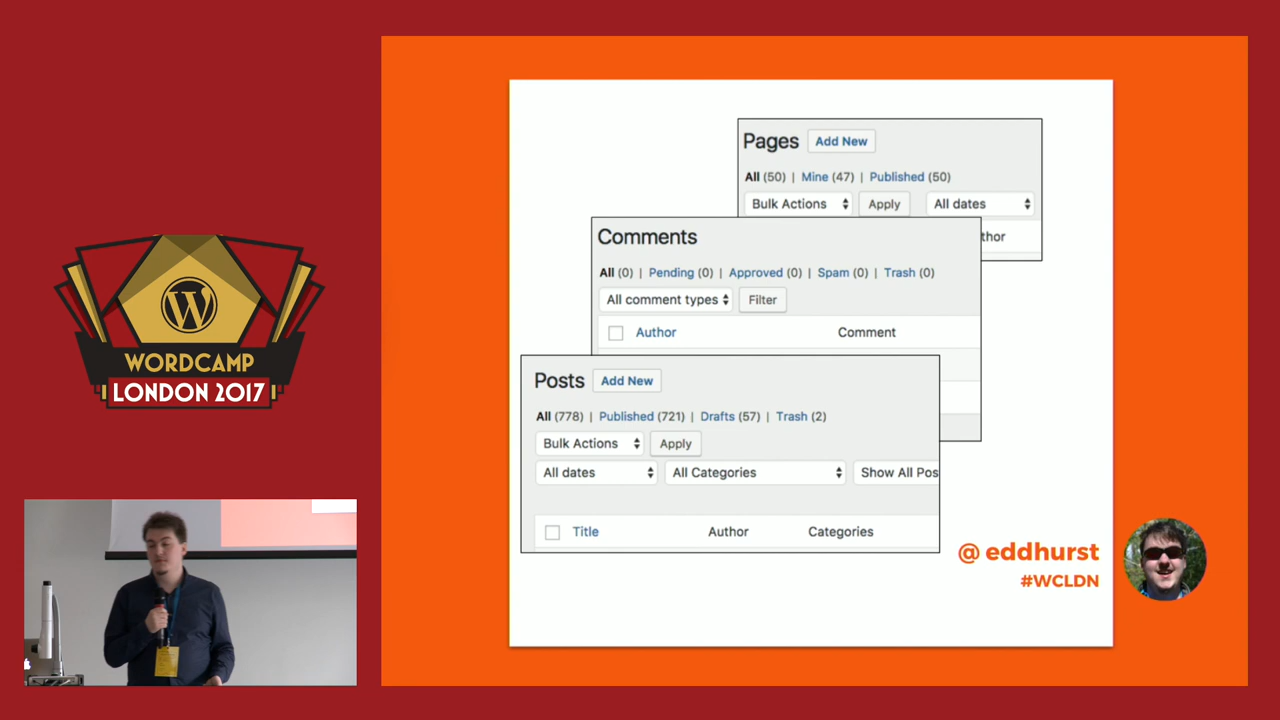 WORDCAMP
LONDON 2017
Pages Add New
All (50) | Mine (47) | Published (50)
Bulk Actions Apply All dates
Comments
All (0) | Pending (0) | Approved (0) | Spam (0) | Trash (0)
All comment types Filter
Author Comment
Posts Add New
All (778) | Published (721) | Drafts (57) | Trash (2)
Bulk Actions Apply
All dates All Categories Show All Pos
Title Author Categories
@ eddhurst
#WCLDN